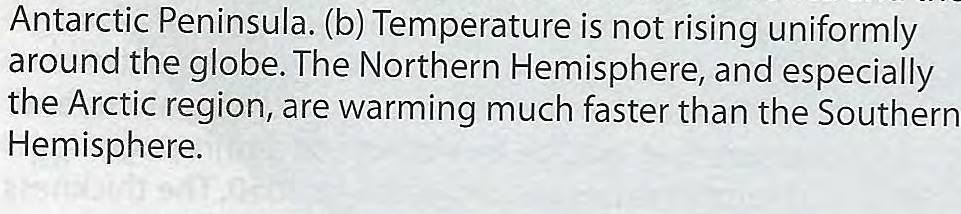 Antarctic Peninsula. (b) Temperature is not rising uniformly
around the globe. The Northern Hemisphere, and especially
the Arctic region, are warming much faster than the Southern
Hemisphere.